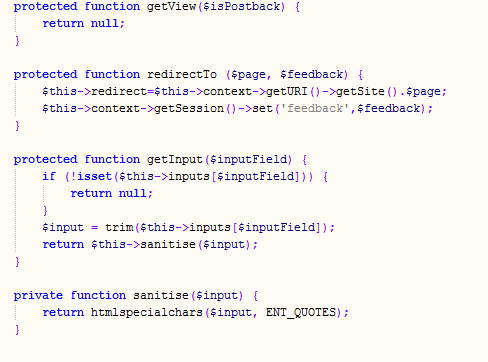 protected function getView($isPostback) {
return null;
}
protected function redirectTo ($page, $feedback) {
$this->redirect=$this->context->getURI()->getSite().$page;
$this->context->getSession()->set('feedback',$feedback);
}
protected function getInput($inputField) {
if (!isset($this->inputs[$inputField])) {
return null;
}
$input = trim($this->inputs[$inputField]);
return $this->sanitise($input);
}
private function sanitise($input) {
return htmlspecialchars($input, ENT_QUOTES);
}